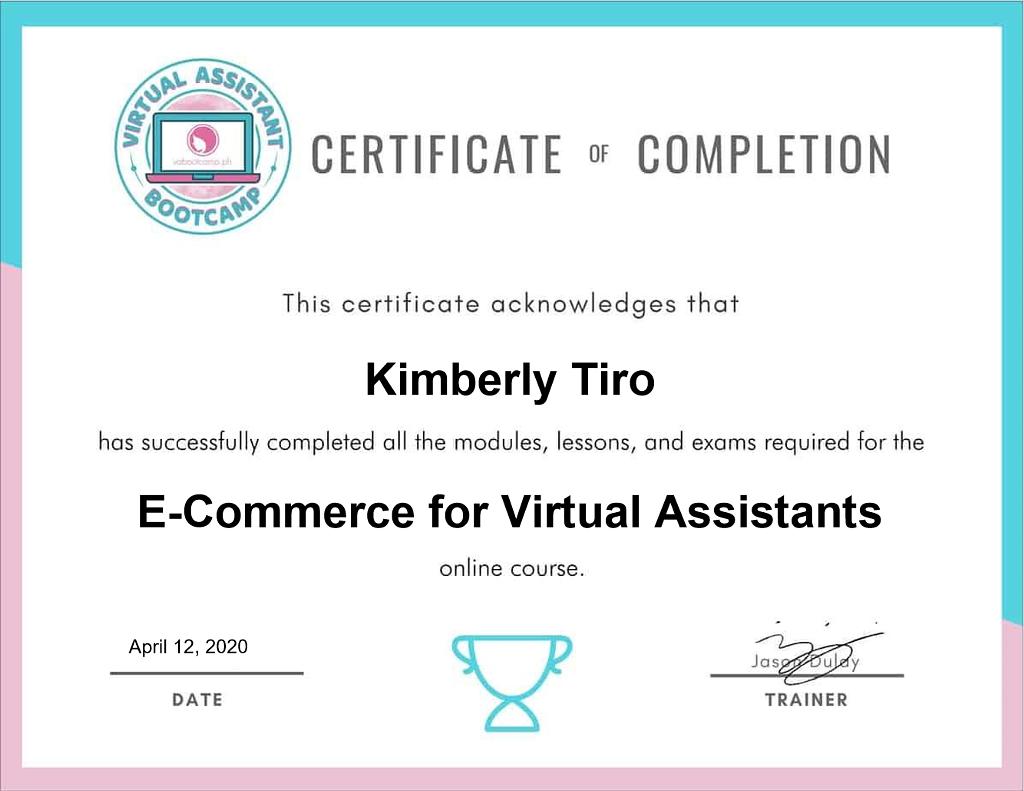 VIRTUAL ASSISTANT
vabootcamp.ph
BOOTCAMP
CERTIFICATE OF COMPLETION
This certificate acknowledges that
Kimberly Tiro
has successfully completed all the modules, lessons, and exams required for the
E-Commerce for Virtual Assistants
online course.
April 12, 2020
Jason Dulay
DATE
TRAINER